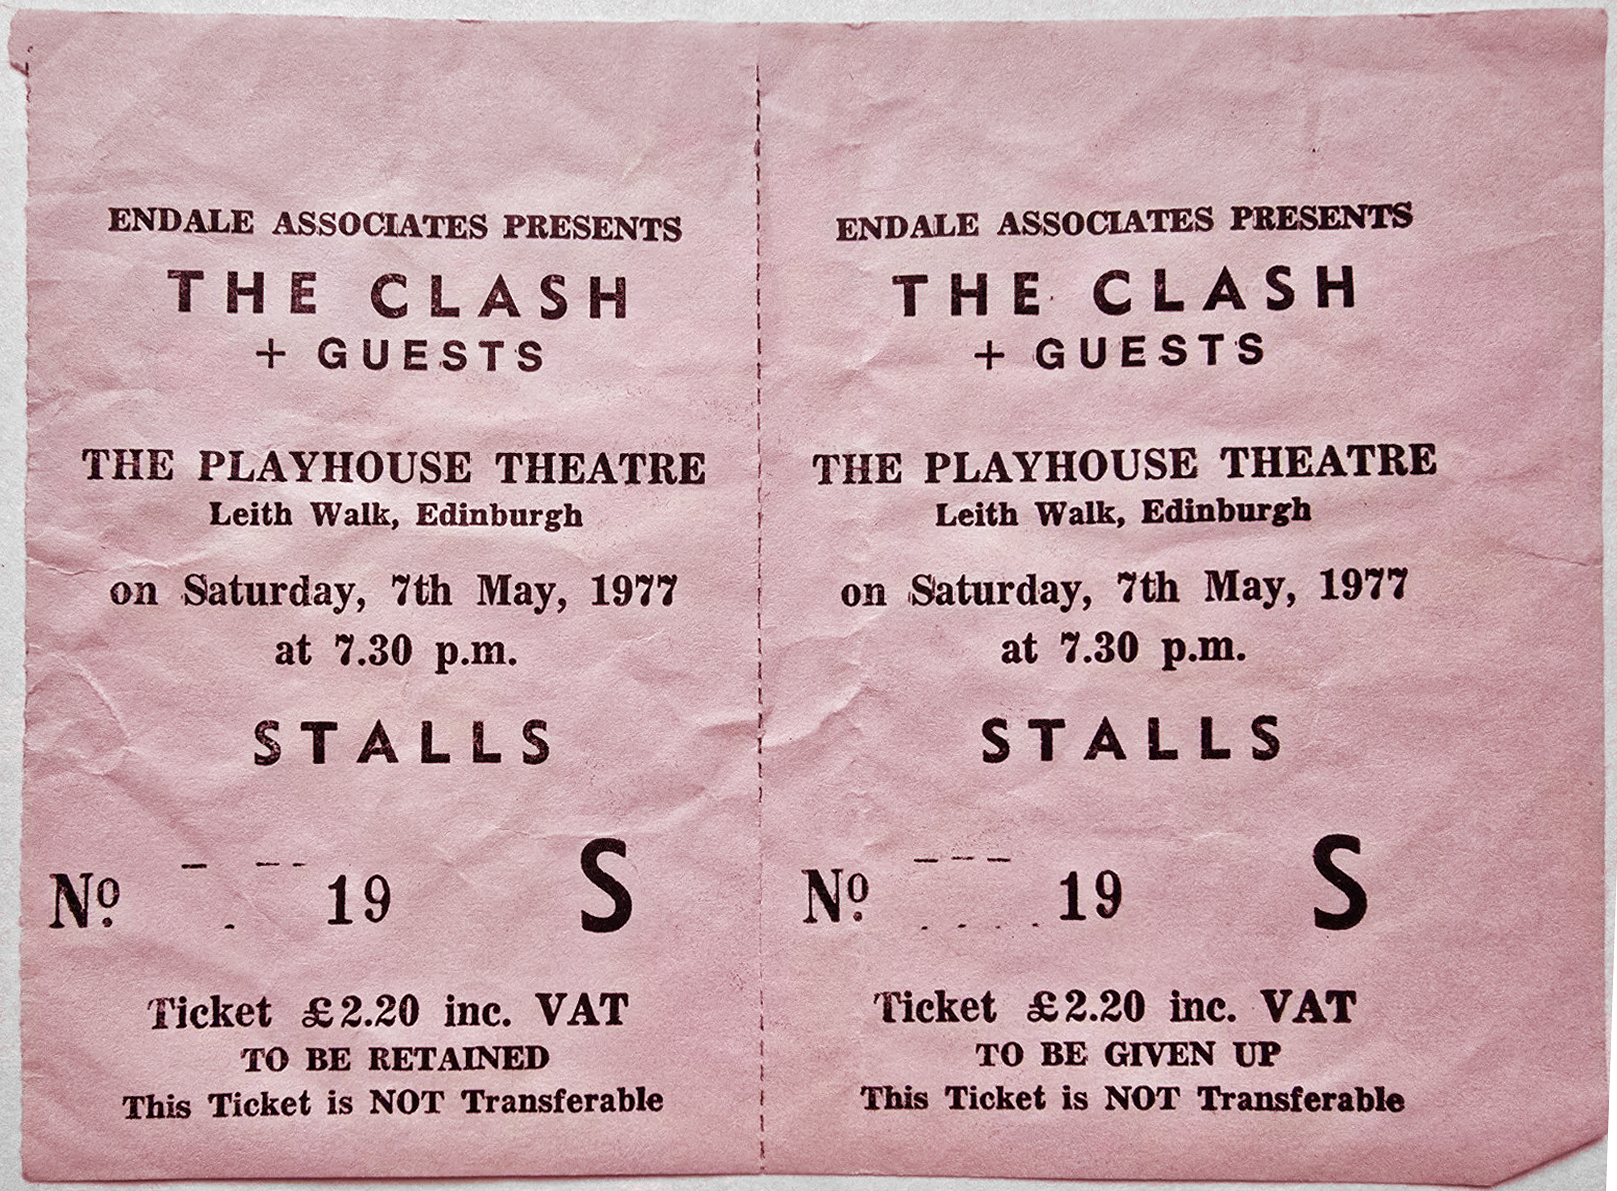 ENDALE ASSOCIATES PRESENTS
THE CLASH
+ GUESTS
THE PLAYHOUSE THEATRE
Leith Walk, Edinburgh
on Saturday, 7th May, 1977
at 7.30 p.m.
STALLS
Nº 19 S
Ticket £2.20 inc. VAT
TO BE RETAINED
This Ticket is NOT Transferable
ENDALE ASSOCIATES PRESENTS
THE CLASH
+ GUESTS
THE PLAYHOUSE THEATRE
Leith Walk, Edinburgh
on Saturday, 7th May, 1977
at 7.30 p.m.
STALLS
Nº 19 S
Ticket £2.20 inc. VAT
TO BE GIVEN UP
This Ticket is NOT Transferable